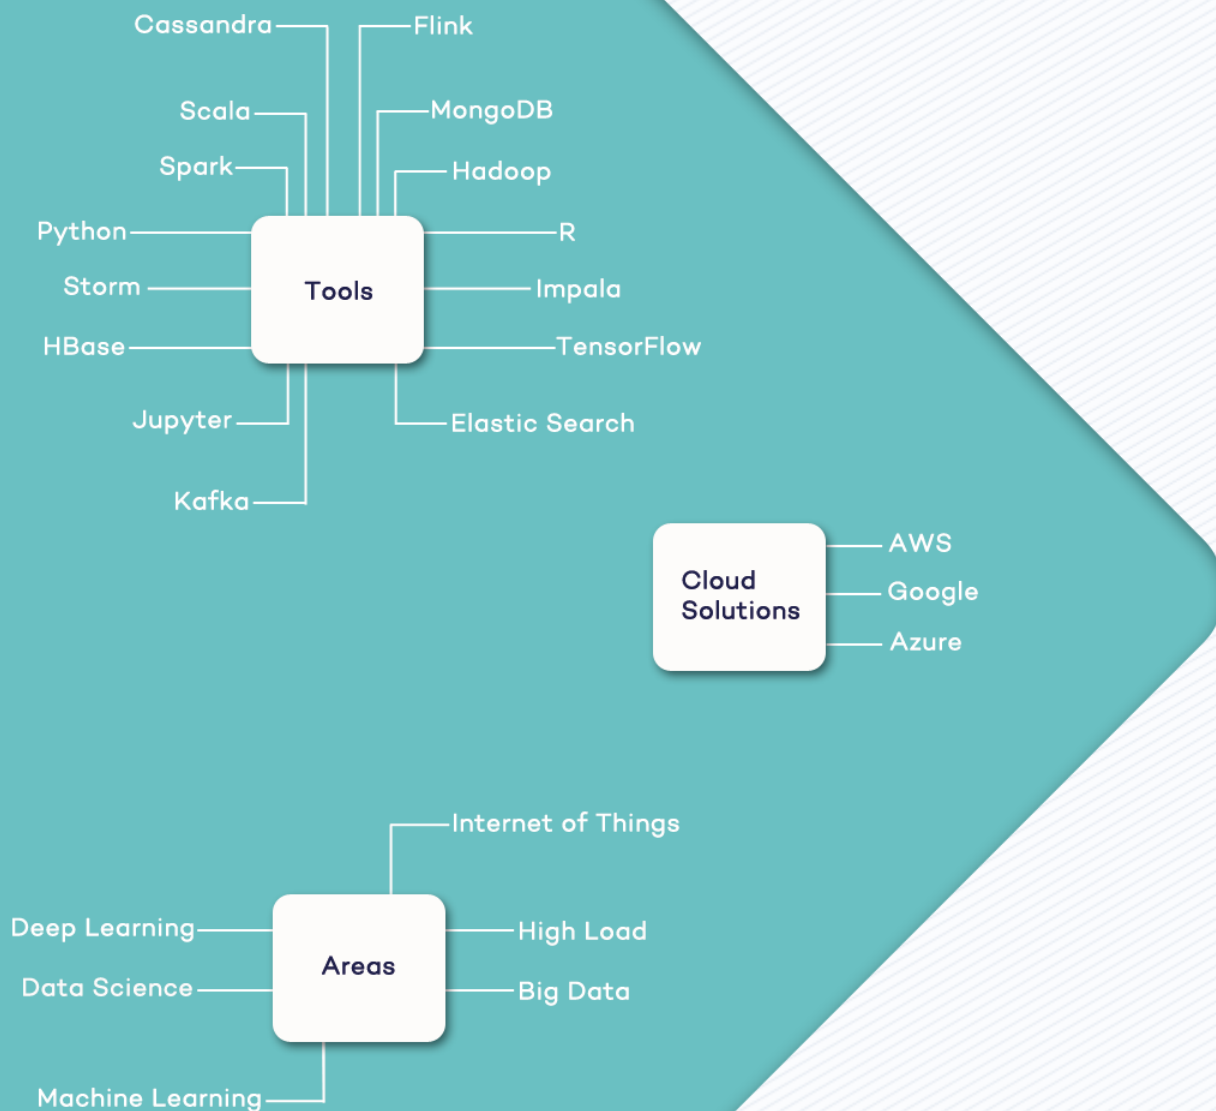 Cassandra
Flink
Scala
MongoDB
Spark
Hadoop
Python
R
Storm
Tools
Impala
HBase
TensorFlow
Jupyter
Elastic Search
Kafka
AWS
Cloud
Solutions
Google
Azure
Internet of Things
Deep Learning
High Load
Areas
Data Science
Big Data
Machine Learning